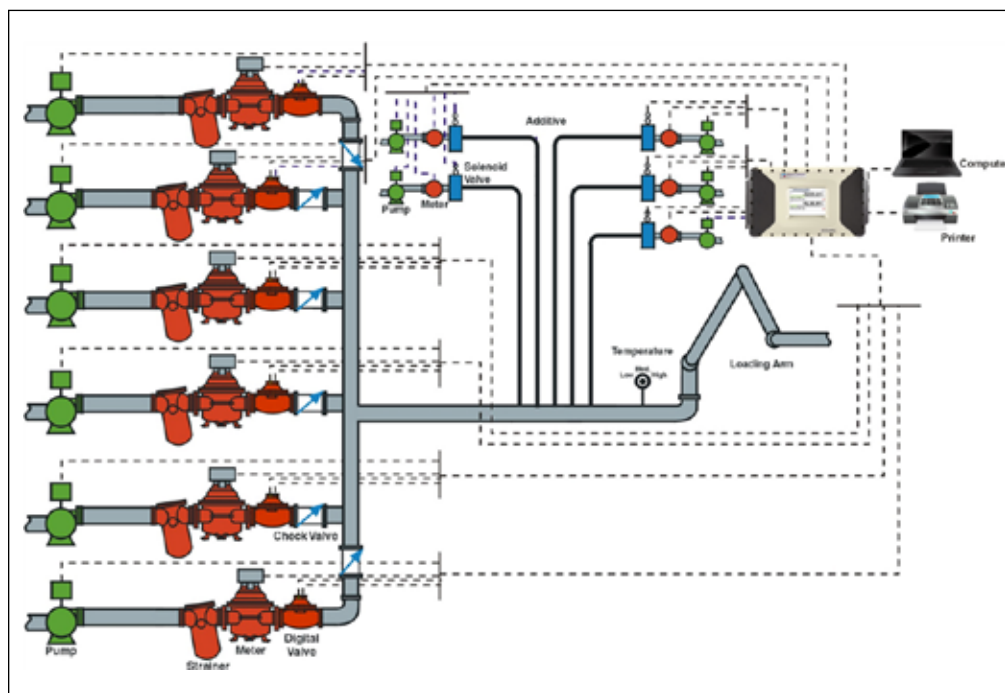 Additive
Solenoid
Valve
Pump
Meter
Compute
Printer
Temperature
Med.
Low
High
Loading Arm
Check Valve
Pump
Strainer
Meter
Digital
Valve